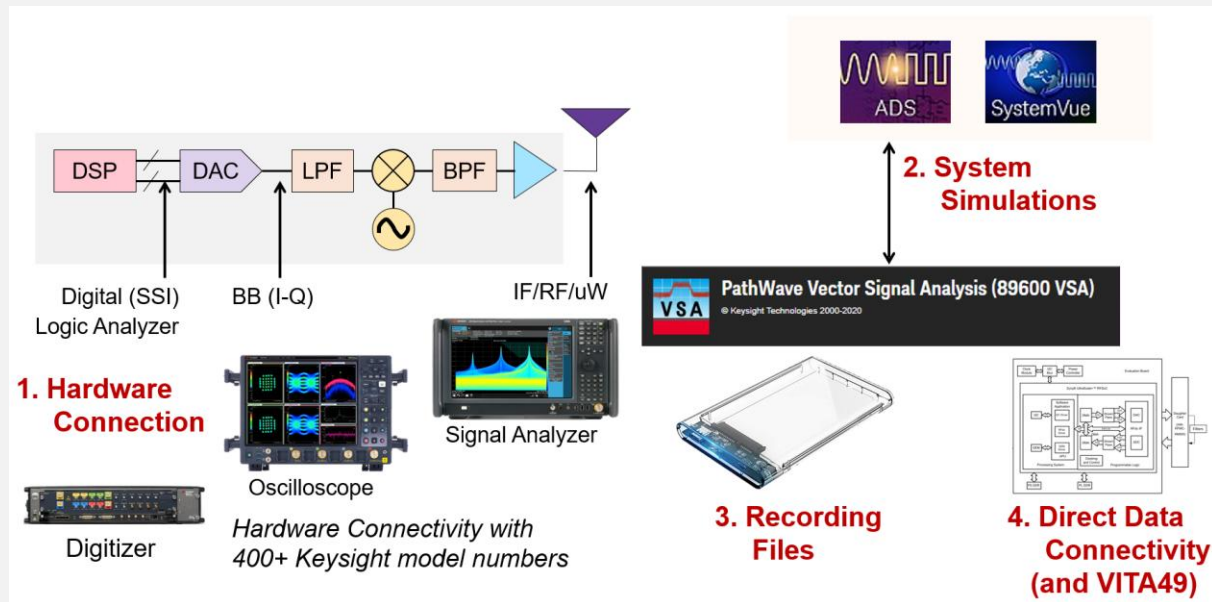 ADS
SystemVue
DSP
DAC
LPF
BPF
2. System
Simulations
Digital (SSI)
Logic Analyzer
BB (I-Q)
IF/RF/uW
VSA
PathWave Vector Signal Analysis (89600 VSA)
© Keysight Technologies 2000-2020
1. Hardware
Connection
Signal Analyzer
Oscilloscope
Digitizer
Hardware Connectivity with
400+ Keysight model numbers
3. Recording
Files
4. Direct Data
Connectivity
(and VITA49)